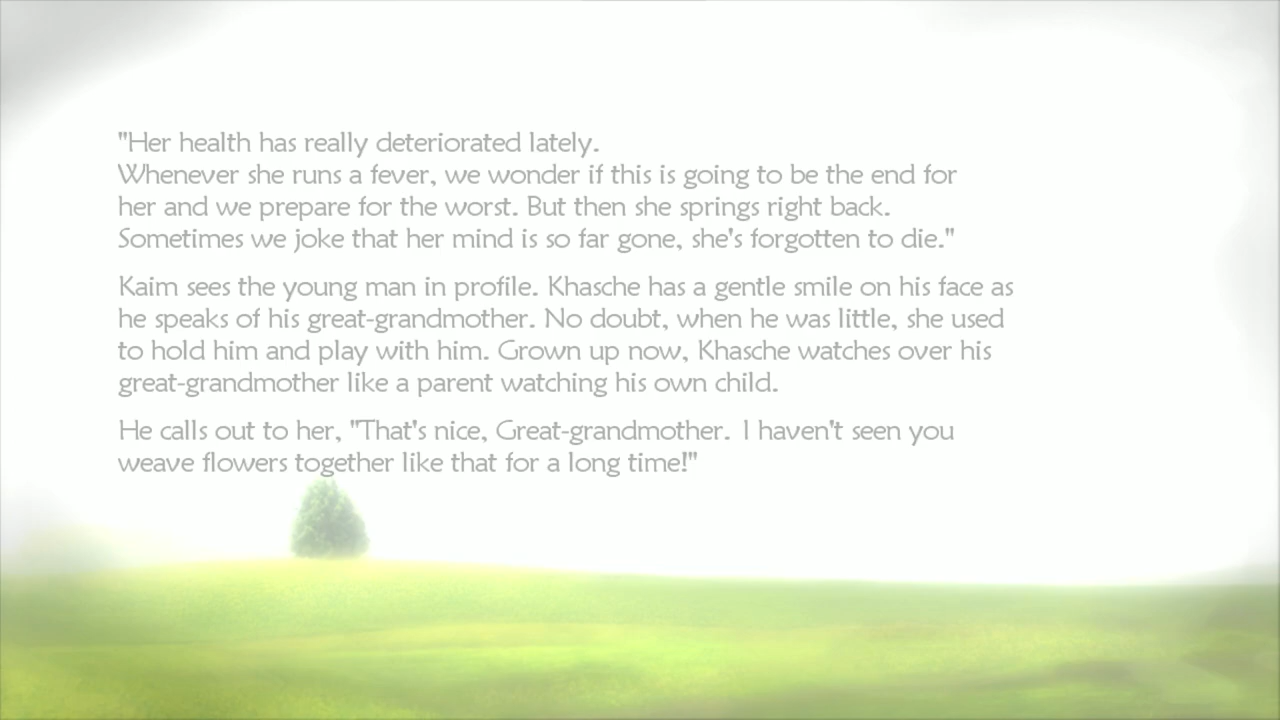 "Her health has really deteriorated lately.
Whenever she runs a fever, we wonder if this is going to be the end for
her and we prepare for the worst. But then she springs right back.
Sometimes we joke that her mind is so far gone, she's forgotten to die."
Kaim sees the young man in profile. Khasche has a gentle smile on his face as
he speaks of his great-grandmother. No doubt, when he was little, she used
to hold him and play with him. Grown up now, Khasche watches over his
great-grandmother like a parent watching his own child.
He calls out to her, "That's nice, Great-grandmother. I haven't seen you
weave flowers together like that for a long time!"